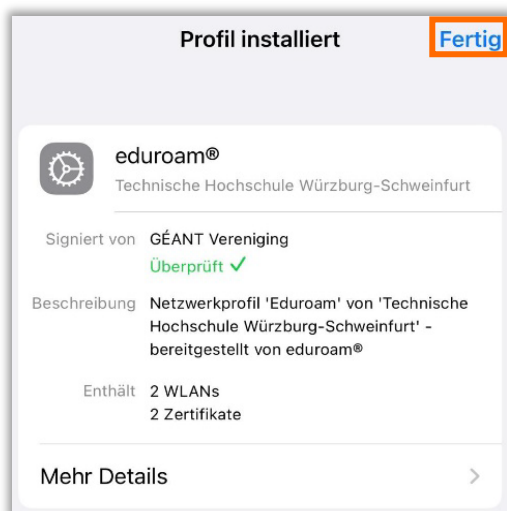 Profil installiert Fertig
eduroam®
Technische Hochschule Würzburg-Schweinfurt
Signiert von GÉANT Vereniging
Überprüft ✓
Beschreibung Netzwerkprofil 'Eduroam' von 'Technische
Hochschule Würzburg-Schweinfurt' -
bereitgestellt von eduroam®
Enthält 2 WLANs
2 Zertifikate
Mehr Details